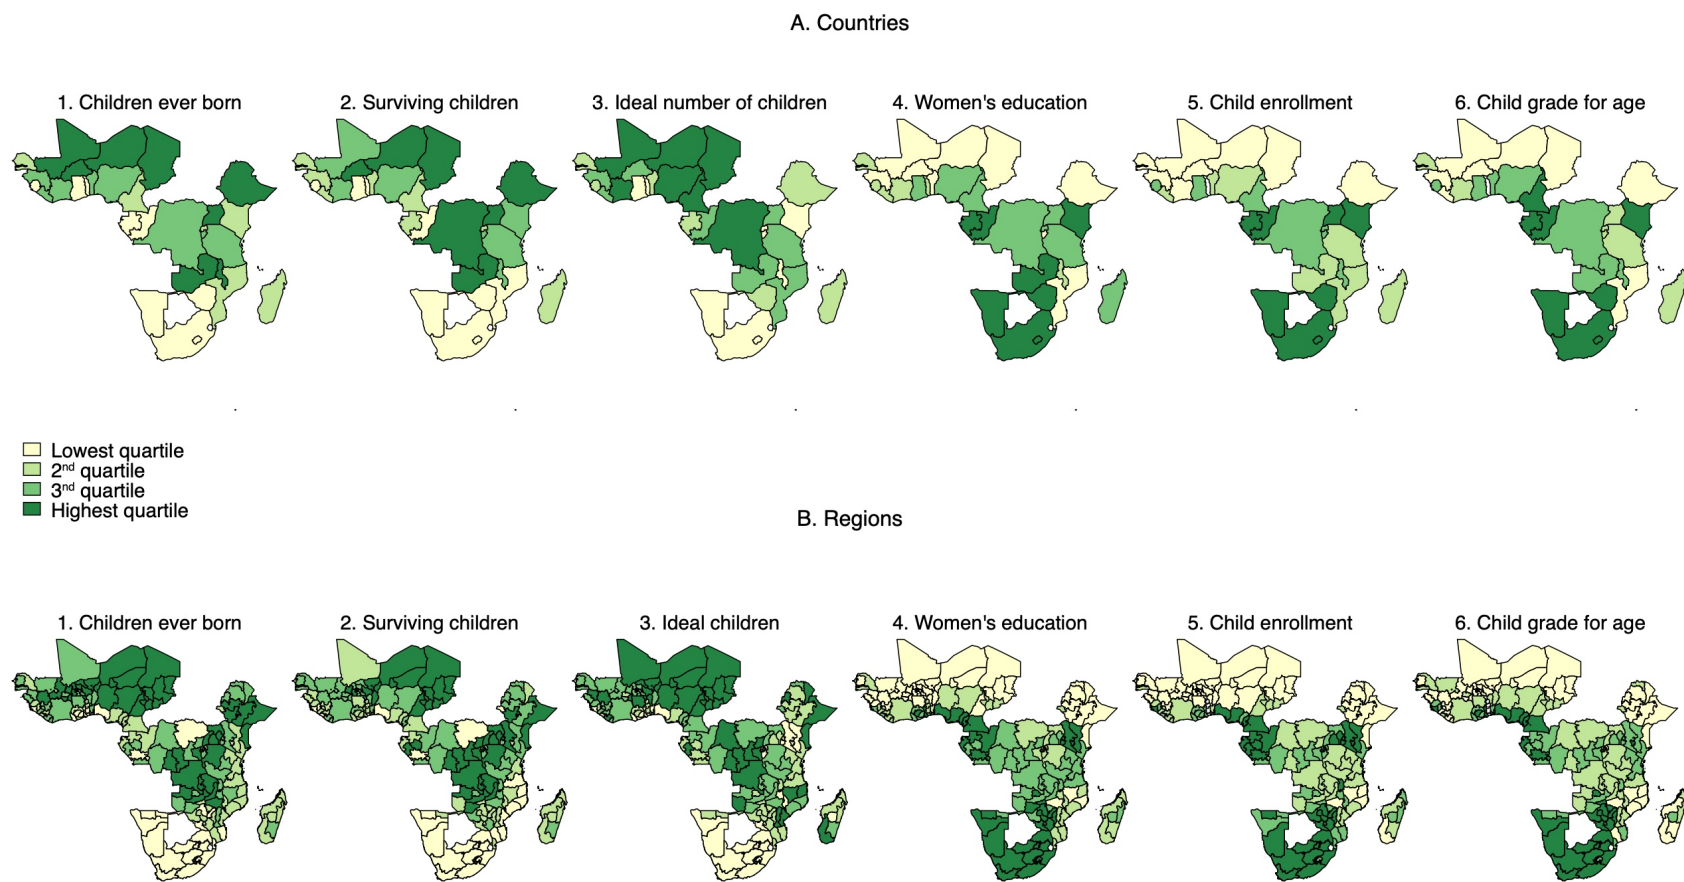 A. Countries
1. Children ever born
2. Surviving children
3. Ideal number of children
4. Women's education
5. Child enrollment
6. Child grade for age
Lowest quartile
2nd quartile
3nd quartile
Highest quartile
B. Regions
1. Children ever born
2. Surviving children
3. Ideal children
4. Women's education
5. Child enrollment
6. Child grade for age